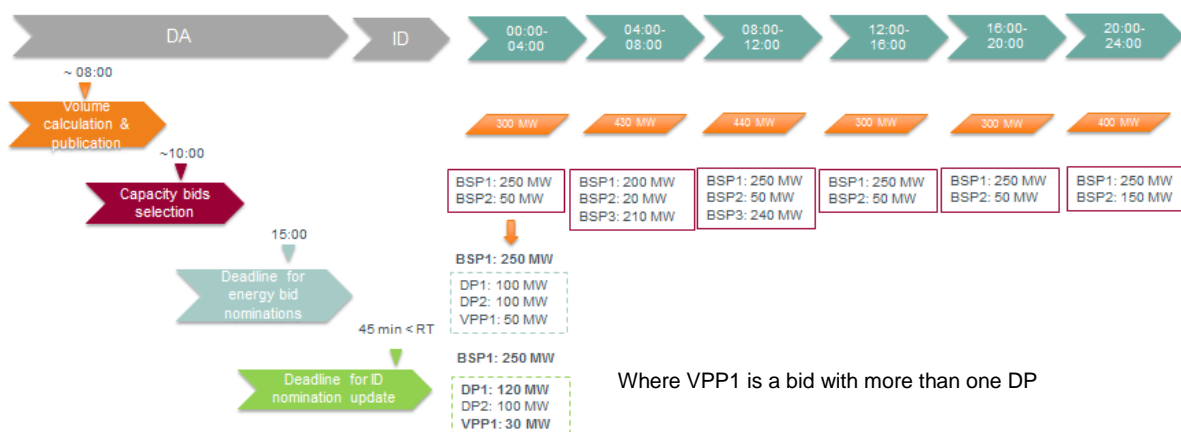 DA
ID
00:00-
04:00
04:00-
08:00
08:00-
12:00
12:00-
16:00
16:00-
20:00
20:00-
24:00
~ 08:00
Volume
calculation &
publication
300 MW
430 MW
440 MW
300 MW
300 MW
400 MW
~10:00
Capacity bids
selection
BSP1: 250 MW
BSP2: 50 MW
BSP1: 200 MW
BSP2: 20 MW
BSP3: 210 MW
BSP1: 250 MW
BSP2: 50 MW
BSP3: 240 MW
BSP1: 250 MW
BSP2: 50 MW
BSP1: 250 MW
BSP2: 50 MW
BSP1: 250 MW
BSP2: 150 MW
15:00
Deadline for
energy bid
nominations
BSP1: 250 MW
DP1: 100 MW
DP2: 100 MW
VPP1: 50 MW
45 min < RT
Deadline for ID
nomination update
BSP1: 250 MW
DP1: 120 MW
DP2: 100 MW
VPP1: 30 MW
Where VPP1 is a bid with more than one DP